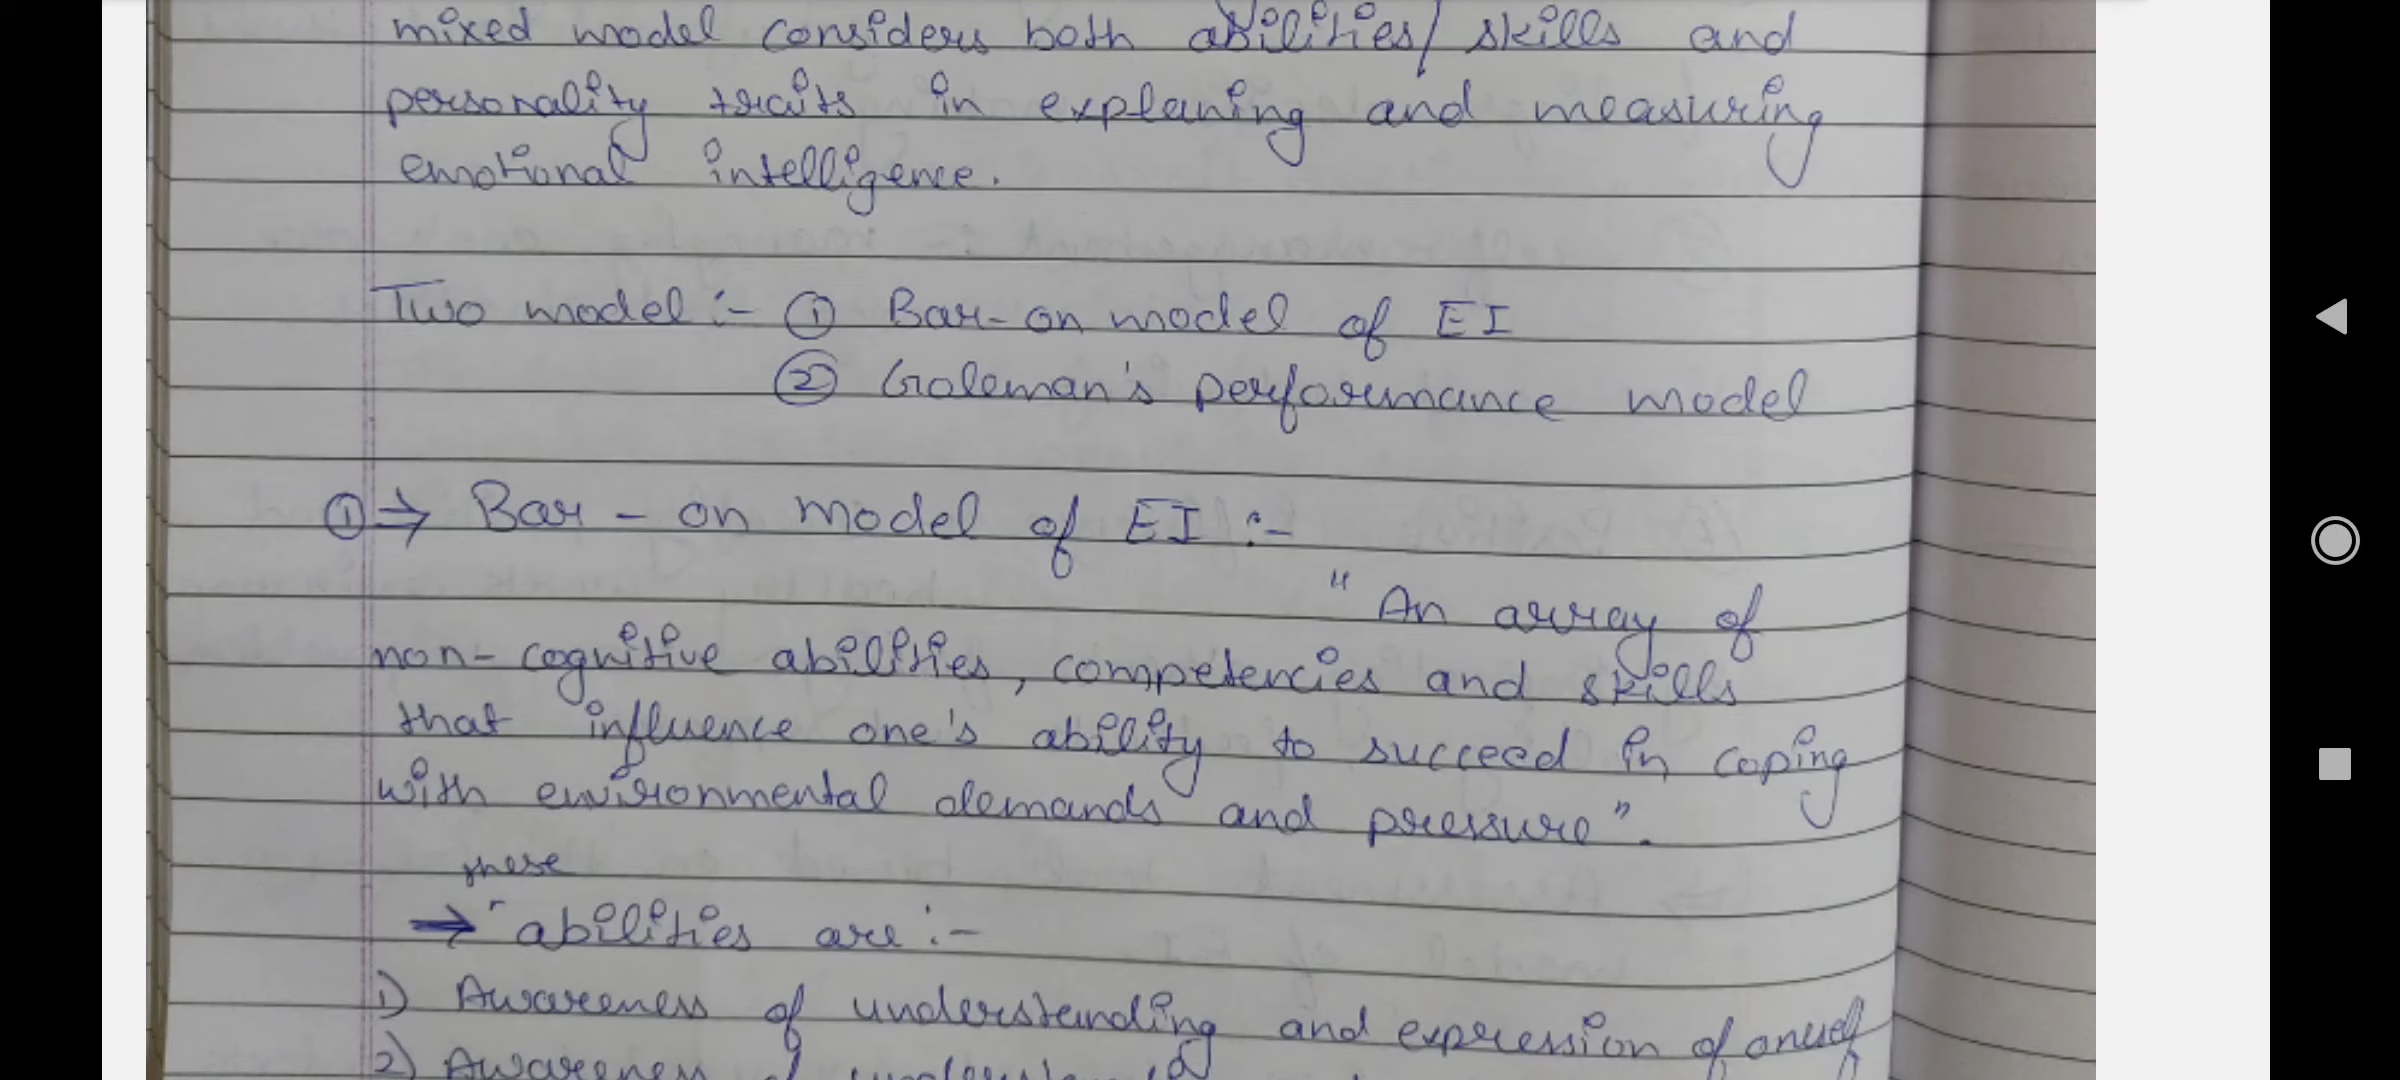 mixed model considers both abilities/ skills and
personality traits in explaning and measuring
emotional intelligence.
Two model :- ① Bar-on model of EI
② Goleman's performance model
①⇒ Bar - on model of EI :-
" An array of
non- cognitive abilities, competencies and skills
that influence one's ability to succeed in coping
with environmental demands and pressure".
these
→ abilities are :-
1) Awareness of understanding and expression of
2) Awareness